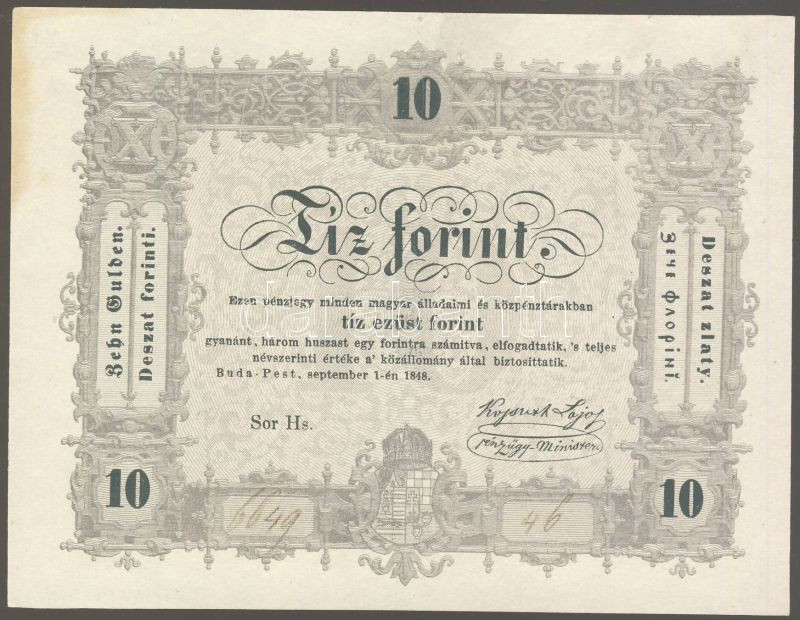 10
X
X
Zehn Gulden.
Deszat forinti.
Tiz forint.
Deszat zlaty.
Ezen pénzjegy minden magyar álladalmi és közpénztárakban
tíz ezüst forint
gyanánt, három huszast egy forintra számítva, elfogadtatik, 's teljes
névszerinti értéke a' közállomány által biztosittatik.
Buda-Pest, september 1-én 1848.
Sor Hs.
Kossuth Lajos
pénzügy-Minister.
10
6649
46
10
darabanth